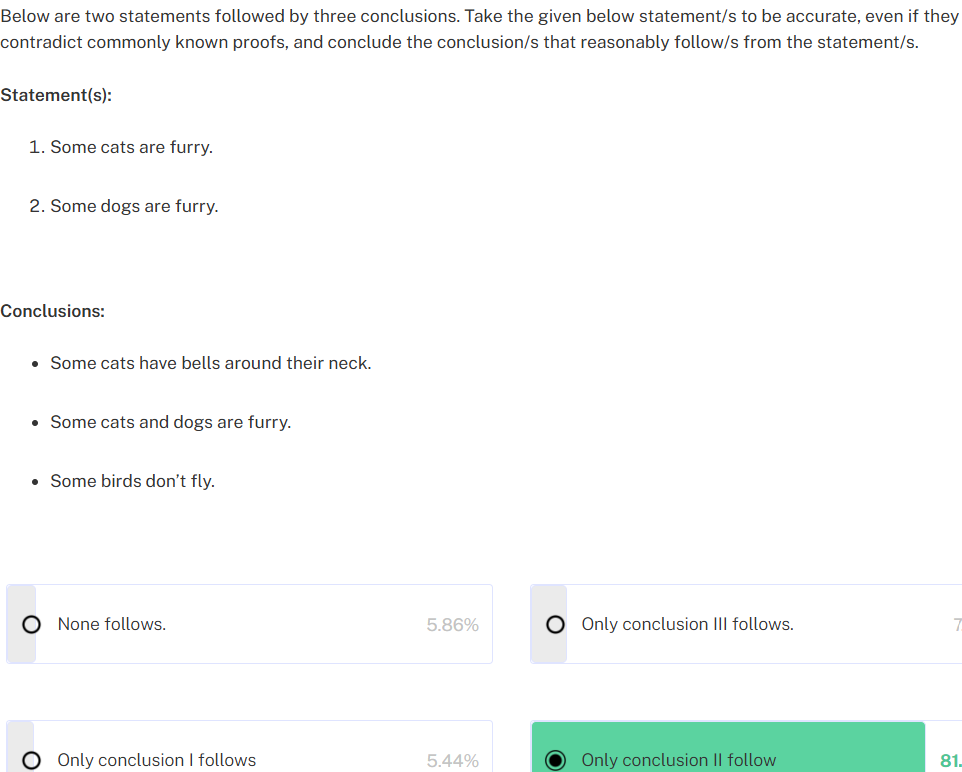 Below are two statements followed by three conclusions. Take the given below statement/s to be accurate, even if they
contradict commonly known proofs, and conclude the conclusion/s that reasonably follow/s from the statement/s.
Statement(s):
1. Some cats are furry.
2. Some dogs are furry.
Conclusions:
• Some cats have bells around their neck.
• Some cats and dogs are furry.
• Some birds don't fly.
None follows. 5.86%
Only conclusion III follows. 7.
Only conclusion I follows 5.44%
Only conclusion II follow 81.